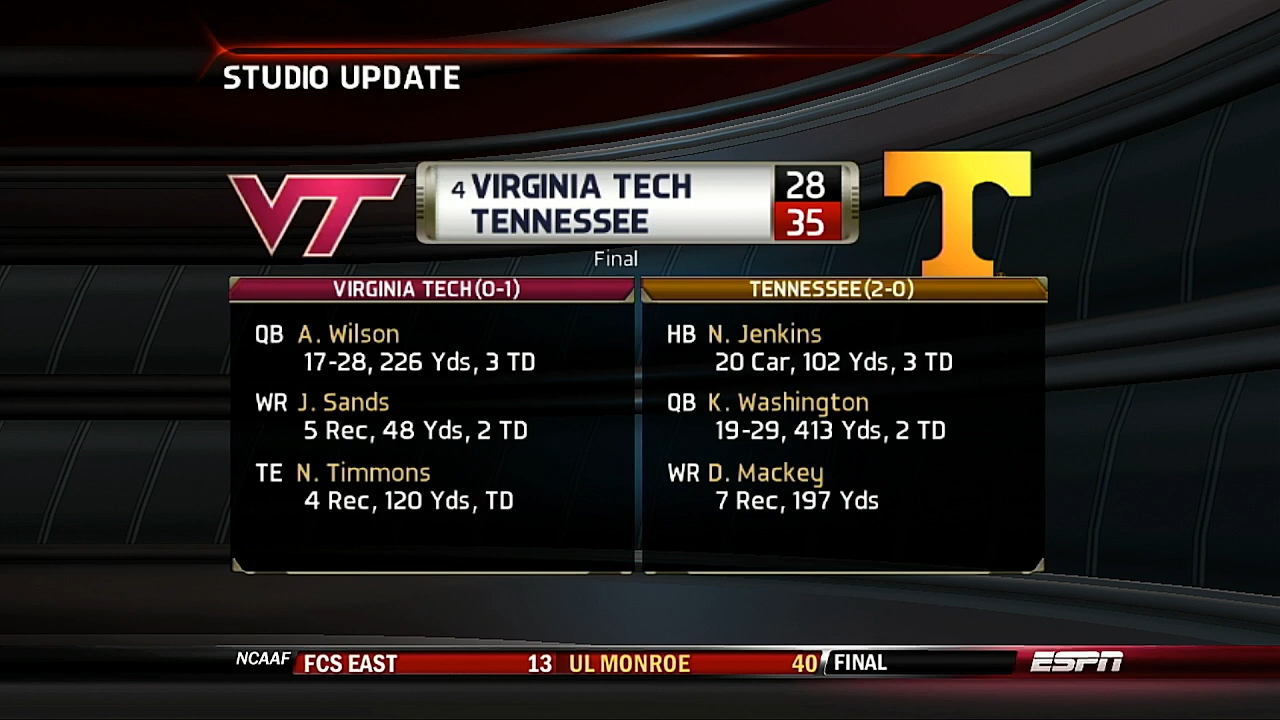 STUDIO UPDATE
VT
4 VIRGINIA TECH 28
TENNESSEE 35
T
Final
VIRGINIA TECH (0-1)
QB A. Wilson
17-28, 226 Yds, 3 TD
WR J. Sands
5 Rec, 48 Yds, 2 TD
TE N. Timmons
4 Rec, 120 Yds, TD
TENNESSEE (2-0)
HB N. Jenkins
20 Car, 102 Yds, 3 TD
QB K. Washington
19-29, 413 Yds, 2 TD
WR D. Mackey
7 Rec, 197 Yds
NCAAF FCS EAST 13 UL MONROE 40 FINAL ESPN